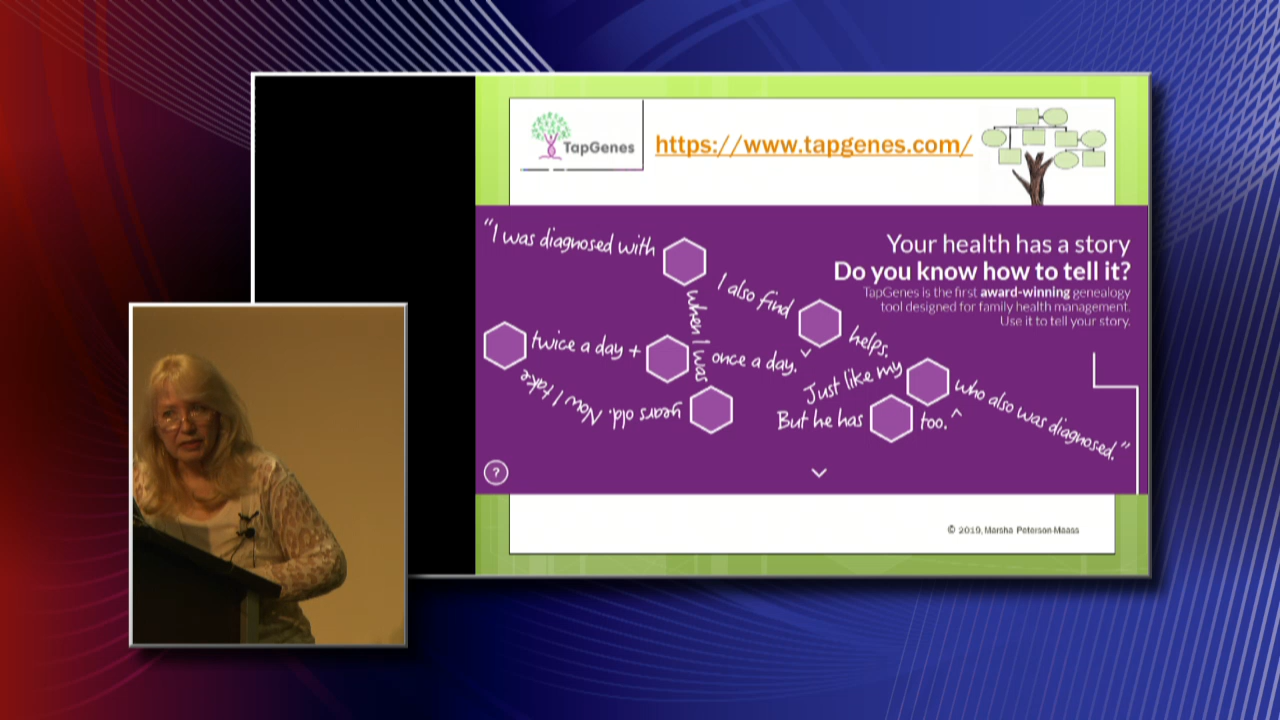 TapGenes
https://www.tapgenes.com/
Your health has a story
Do you know how to tell it?
TapGenes is the first award-winning genealogy
tool designed for family health management.
Use it to tell your story.
"I was diagnosed with
when I was
years old. Now I take
twice a day +
once a day.
I also find
helps.
Just like my
who also was diagnosed."
But he has
too.
?
© 2019, Marsha Peterson-Maass